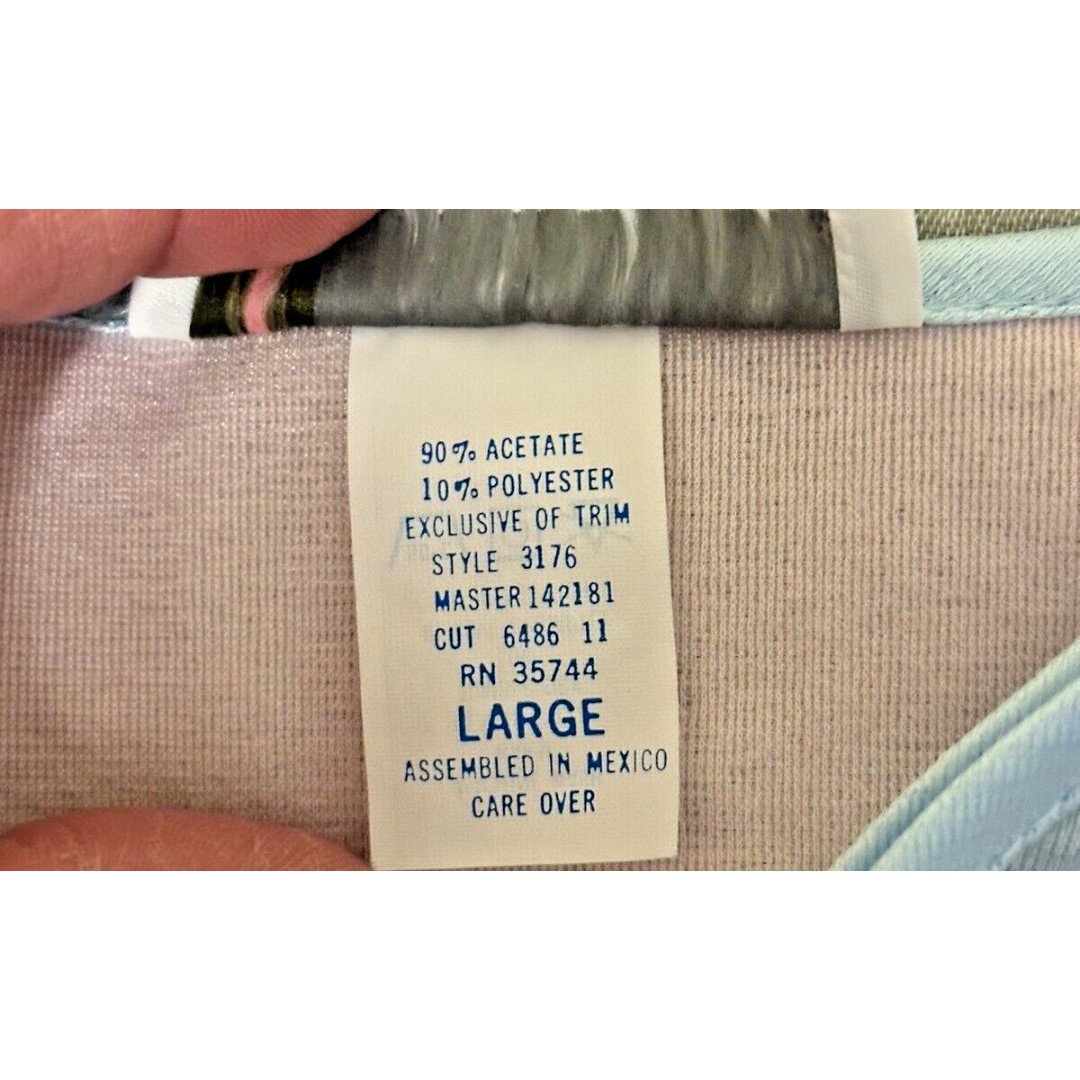 90% ACETATE
10% POLYESTER
EXCLUSIVE OF TRIM
STYLE 3176
MASTER 142181
CUT 6486 11
RN 35744
LARGE
ASSEMBLED IN MEXICO
CARE OVER